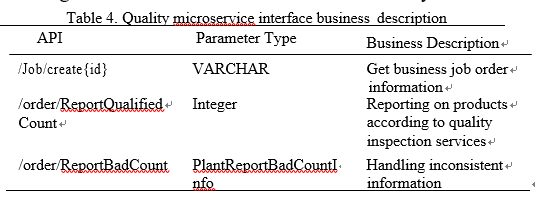 Table 4. Quality microservice interface business description
API Parameter Type Business Description
/Job/create{id} VARCHAR Get business job order
information
/order/ReportQualified Integer Reporting on products
Count according to quality
inspection services
/order/ReportBadCount PlantReportBadCountI Handling inconsistent
nfo information